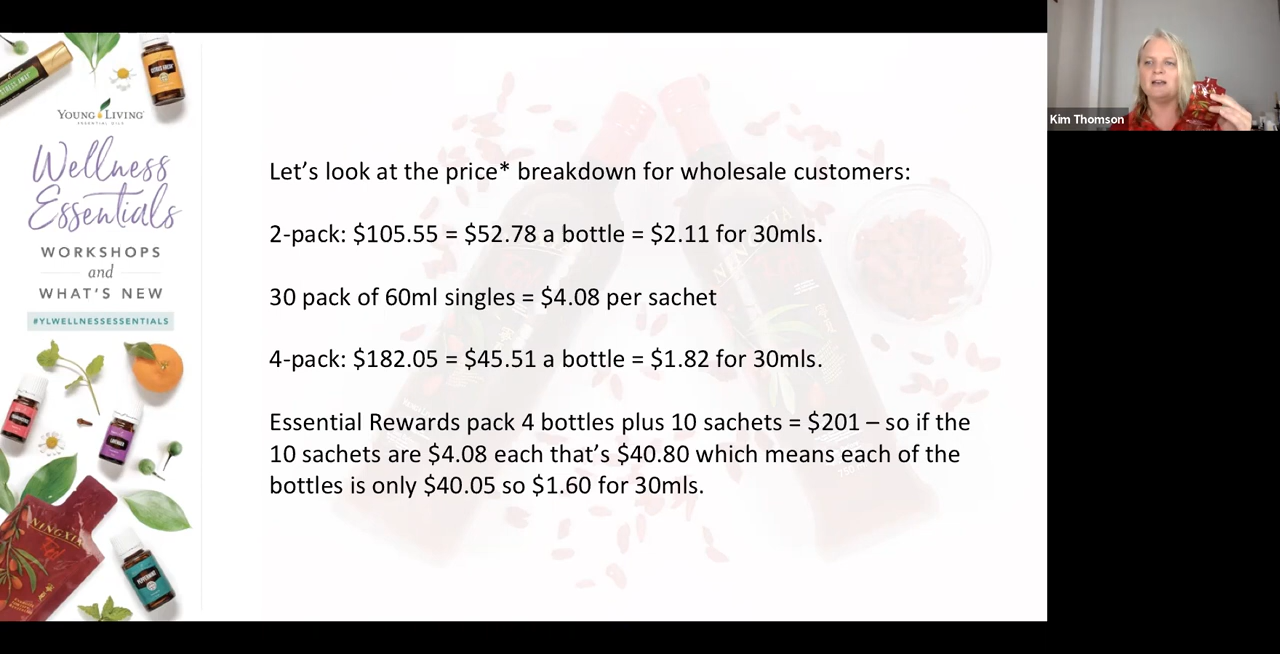 YOUNG LIVING
ESSENTIAL OILS
Wellness
Essentials
WORKSHOPS
and
WHAT'S NEW
#YLWELLNESSESSENTIALS
NINGXIA
Let's look at the price* breakdown for wholesale customers:
2-pack: $105.55 = $52.78 a bottle = $2.11 for 30mls.
30 pack of 60ml singles = $4.08 per sachet
4-pack: $182.05 = $45.51 a bottle = $1.82 for 30mls.
Essential Rewards pack 4 bottles plus 10 sachets = $201 – so if the
10 sachets are $4.08 each that's $40.80 which means each of the
bottles is only $40.05 so $1.60 for 30mls.
NINGXIA
Kim Thomson